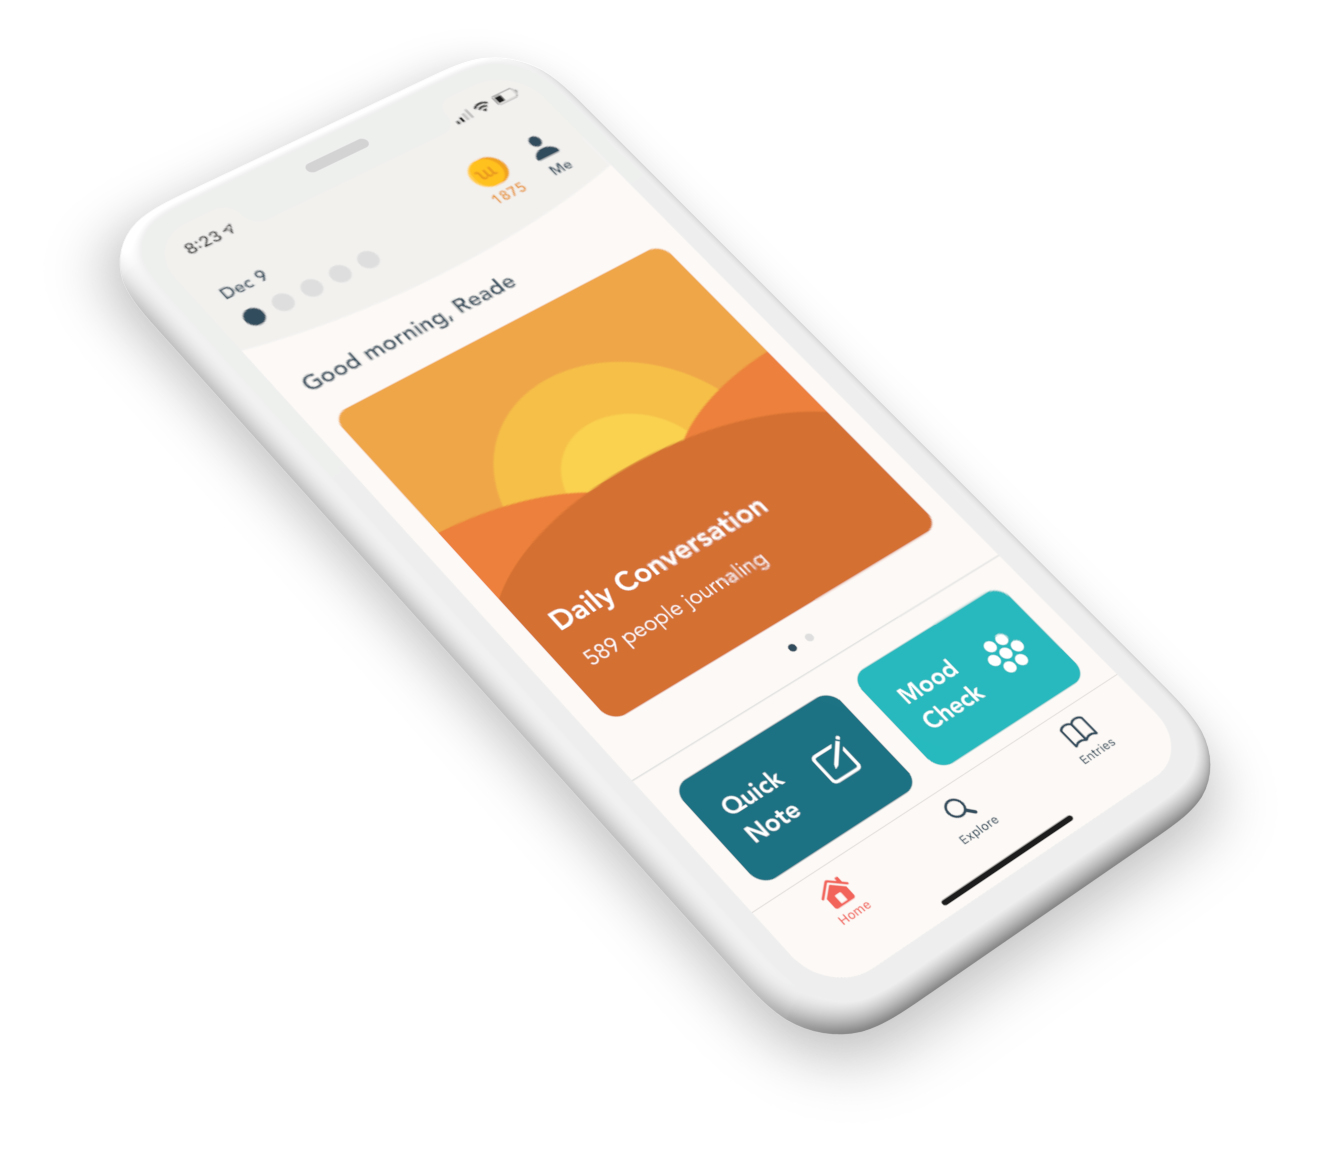 8:23
1875
Me
Dec 9
Good morning, Reade
Daily Conversation
589 people journaling
Quick
Note
Mood
Check
Home
Explore
Entries